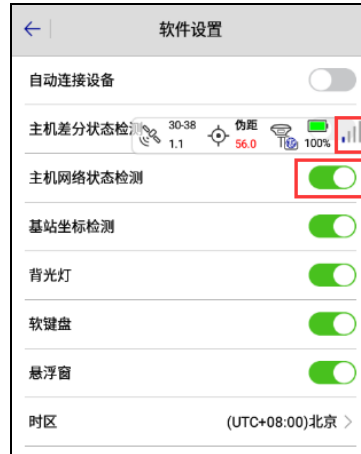 软件设置
自动连接设备
主机差分状态检测
30-38 伪距
1.1 56.0 100%
主机网络状态检测
基站坐标检测
背光灯
软键盘
悬浮窗
时区 (UTC+08:00)北京